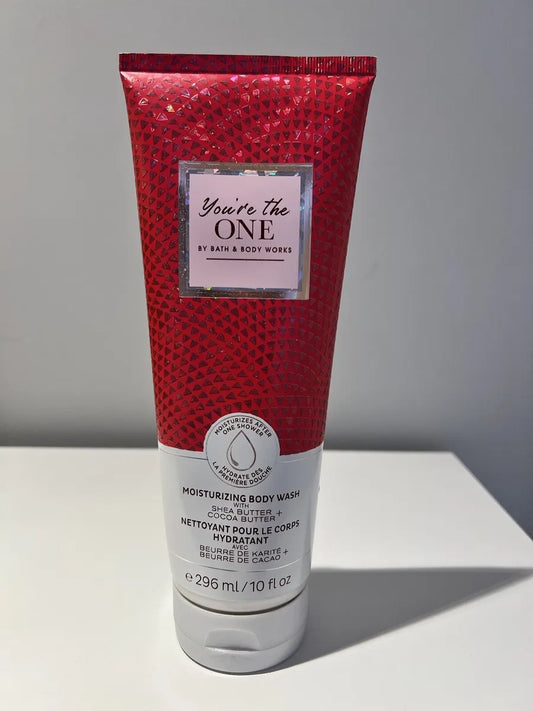 You're the
ONE
BY BATH & BODY WORKS
MOISTURIZES AFTER
ONE SHOWER
HYDRATE DÈS
LA PREMIÈRE DOUCHE
MOISTURIZING BODY WASH
WITH
SHEA BUTTER +
COCOA BUTTER
NETTOYANT POUR LE CORPS
HYDRATANT
AVEC
BEURRE DE KARITÉ +
BEURRE DE CACAO
e 296 ml / 10 fl oz